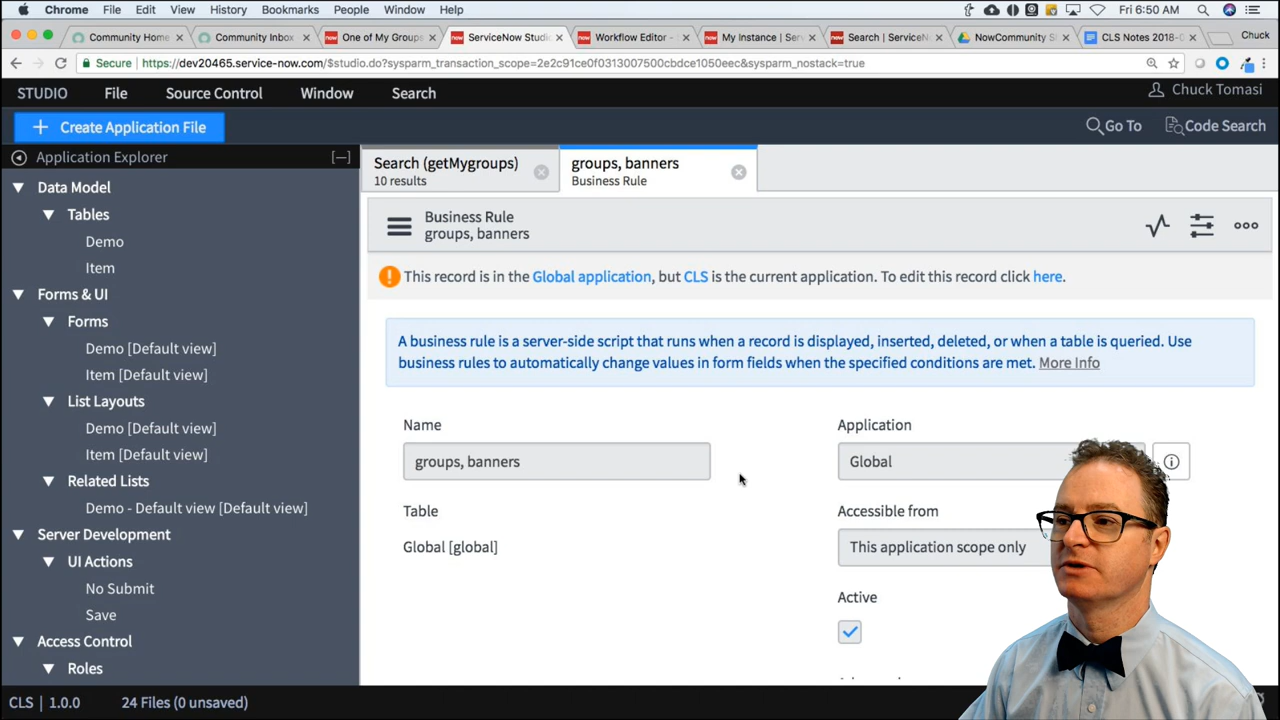 Chrome File Edit View History Bookmarks People Window Help Fri 6:50 AM
Community Home Community Inbox One of My Groups ServiceNow Studio Workflow Editor - My Instance | Servic Search | ServiceN NowCommunity S CLS Notes 2018-0 Chuck
Secure https://dev20465.service-now.com/$studio.do?sysparm_transaction_scope=2e2c91ce0f0313007500cbdce1050eec&sysparm_nostack=true
STUDIO File Source Control Window Search Chuck Tomasi
+ Create Application File Go To Code Search
Application Explorer [—]
Search (getMygroups)
10 results
groups, banners
Business Rule
Data Model
Tables
Demo
Item
Forms & UI
Forms
Demo [Default view]
Item [Default view]
List Layouts
Demo [Default view]
Item [Default view]
Related Lists
Demo - Default view [Default view]
Server Development
UI Actions
No Submit
Save
Access Control
Roles
Business Rule
groups, banners
This record is in the Global application, but CLS is the current application. To edit this record click here.
A business rule is a server-side script that runs when a record is displayed, inserted, deleted, or when a table is queried. Use
business rules to automatically change values in form fields when the specified conditions are met. More Info
Name
groups, banners
Table
Global [global]
Application
Global
Accessible from
This application scope only
Active
CLS | 1.0.0 24 Files (0 unsaved)